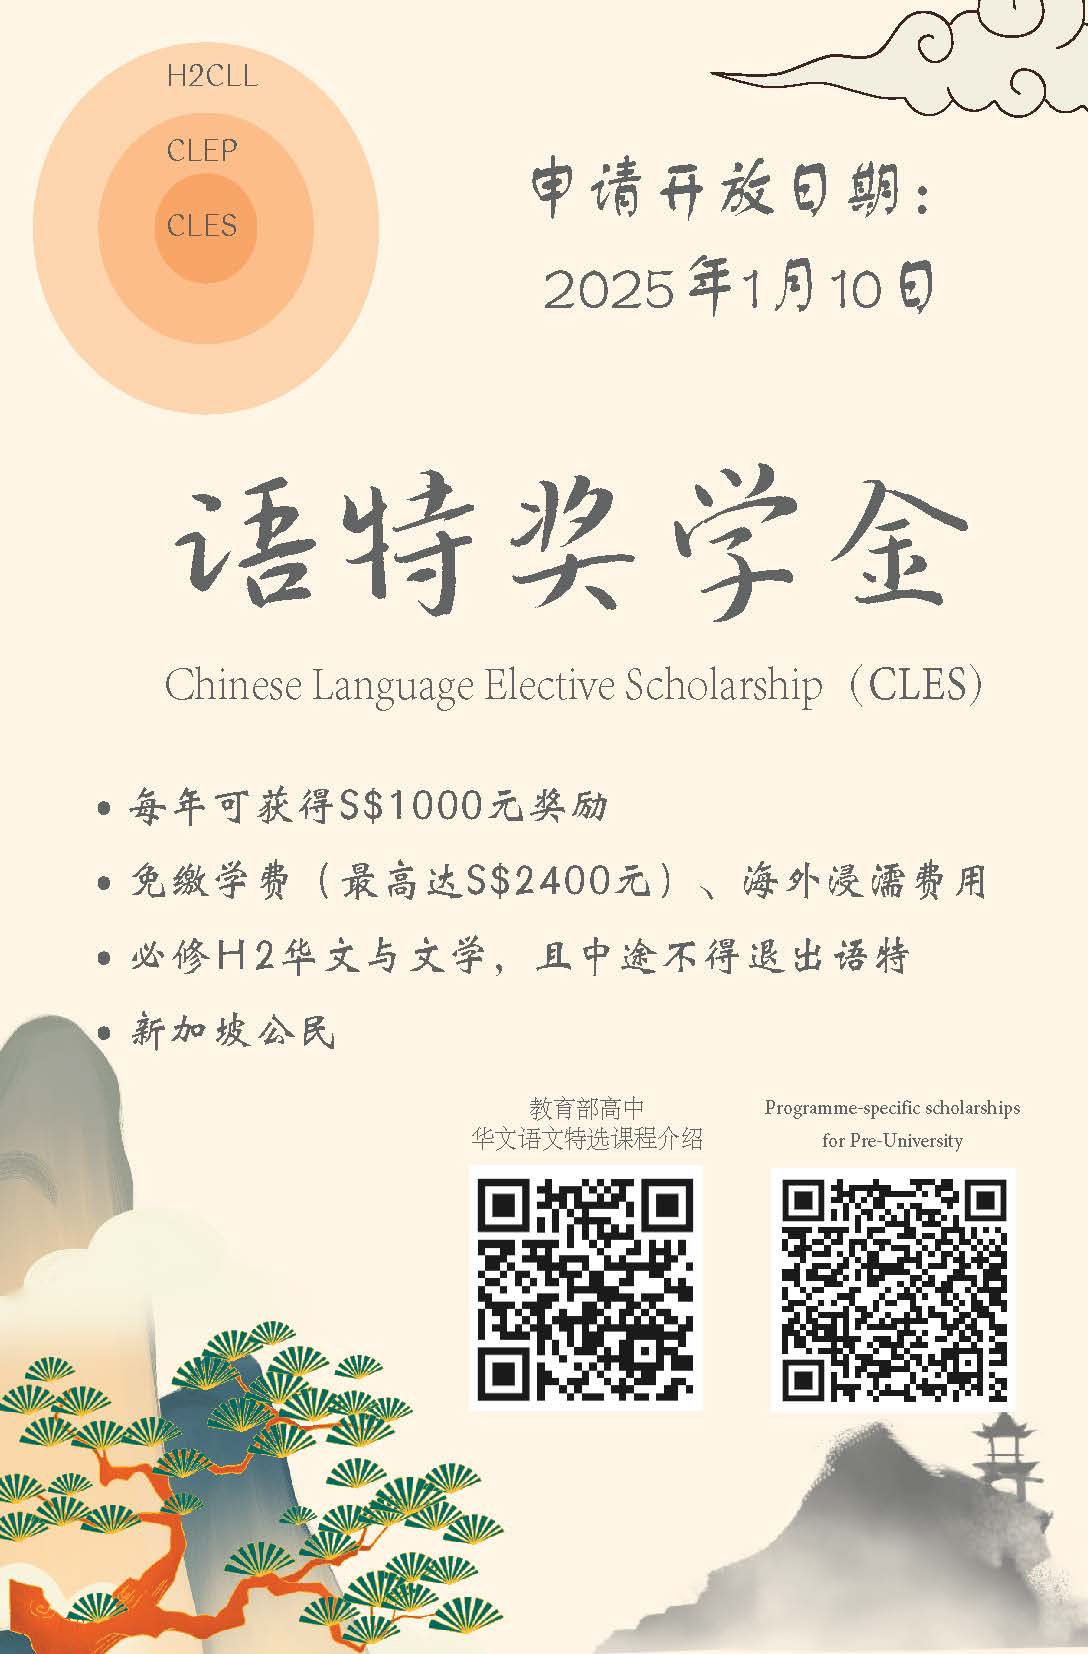 H2CLL
CLEP
CLES
申请开放日期：
2025年1月10日
语特奖学金
Chinese Language Elective Scholarship（CLES）
• 每年可获得S$1000元奖励
• 免缴学费（最高达S$2400元）、海外浸濡费用
• 必修H2华文与文学，且中途不得退出语特
• 新加坡公民
教育部高中
华文语文特选课程介绍
Programme-specific scholarships
for Pre-University